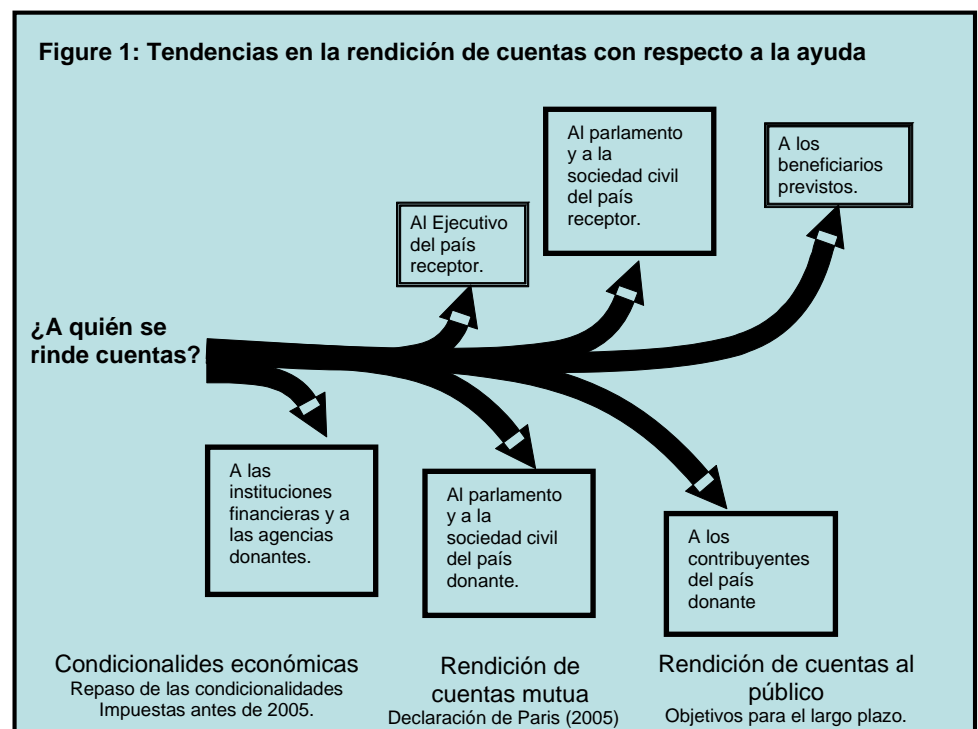 Figure 1: Tendencias en la rendición de cuentas con respecto a la ayuda
Al parlamento
y a la
sociedad civil
del país
receptor.
A los
beneficiarios
previstos.
Al Ejecutivo
del país
receptor.
¿A quién se
rinde cuentas?
A las
instituciones
financieras y a
las agencias
donantes.
Al parlamento
y a la
sociedad civil
del país
donante.
A los
contribuyentes
del país
donante
Condicionalides económicas
Repaso de las condicionalidades
Impuestas antes de 2005.
Rendición de
cuentas mutua
Declaración de Paris (2005)
Rendición de cuentas al
público
Objetivos para el largo plazo.